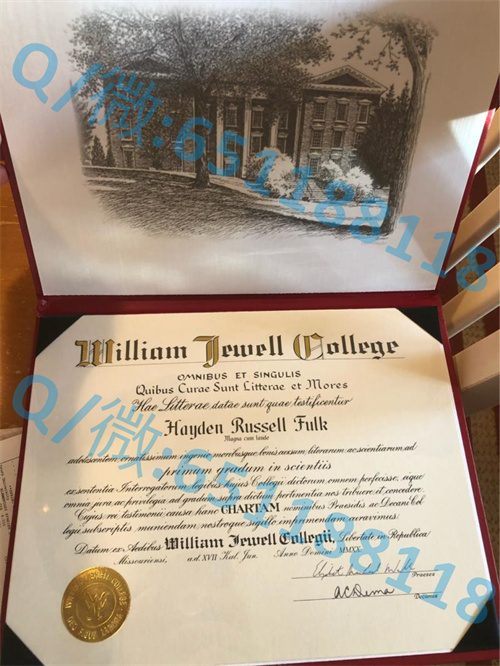 Q/微:651188118
William Jewell College
OMNIBUS ET SINGULIS
Quibus Curae Sunt Litterae et Mores
Hae Litterae datae sunt quae testificentur
Hayden Russell Fulk
Magna cum laude
adolescentem ornatissimum ingenio moribusque bonis cursum literarum ac scientiarum ad
primum gradum in scientiis
ex sententia Interrogatorum legibus hujus Collegii dictorum omnem perfecisse, eique
omnia jura ac privilegia ad gradum supra dictum pertinentia nos tribuere et concedere.
Cujus rei testimonii causa hanc CHARTAM nominibus Praesidis ac Decani Col-
legii subscriptis muniendam nostroque sigillo imprimendam curavimus.
Datum ex Aedibus William Jewell Collegii, Libertate in Republica
Missouriensi, a.d. XVII Kal. Jun. Anno Domini MMXX
Praeses
Decanus
Q/微:651188118